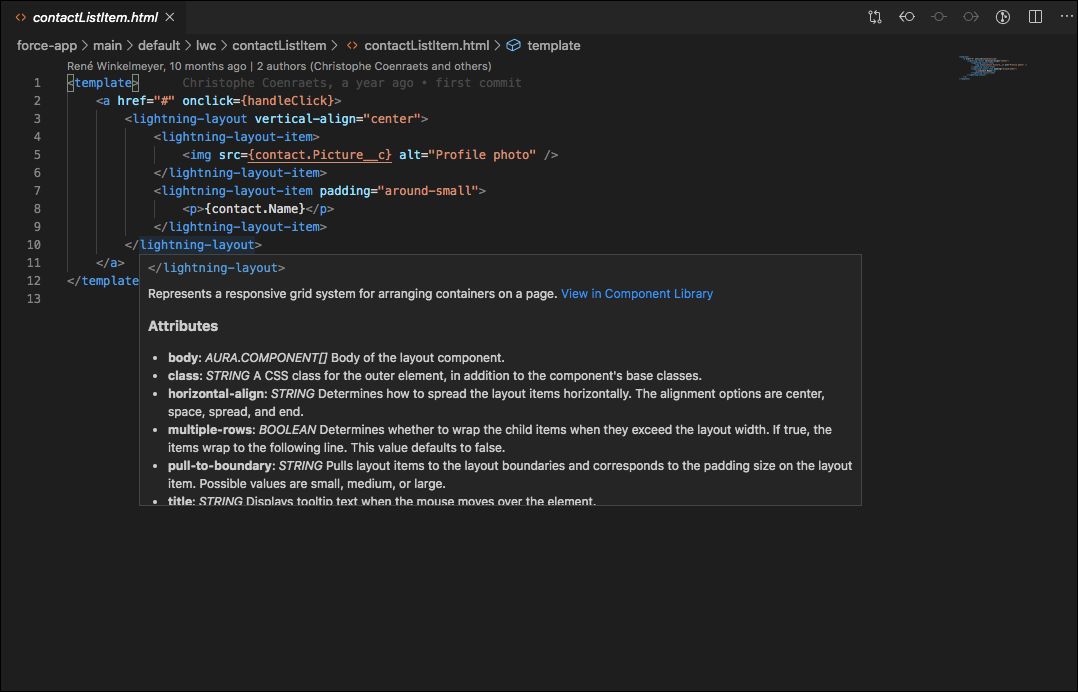 contactListItem.html
force-app > main > default > lwc > contactListItem > contactListItem.html > template
René Winkelmeyer, 10 months ago | 2 authors (Christophe Coenraets and others)
1 <template> Christophe Coenraets, a year ago • first commit
2 <a href="#" onclick={handleClick}>
3 <lightning-layout vertical-align="center">
4 <lightning-layout-item>
5 <img src={contact.Picture__c} alt="Profile photo" />
6 </lightning-layout-item>
7 <lightning-layout-item padding="around-small">
8 <p>{contact.Name}</p>
9 </lightning-layout-item>
10 </lightning-layout>
11 </a>
12 </template
13
</lightning-layout>
Represents a responsive grid system for arranging containers on a page. View in Component Library
Attributes
• body: AURA.COMPONENT[] Body of the layout component.
• class: STRING A CSS class for the outer element, in addition to the component's base classes.
• horizontal-align: STRING Determines how to spread the layout items horizontally. The alignment options are center,
space, spread, and end.
• multiple-rows: BOOLEAN Determines whether to wrap the child items when they exceed the layout width. If true, the
items wrap to the following line. This value defaults to false.
• pull-to-boundary: STRING Pulls layout items to the layout boundaries and corresponds to the padding size on the layout
item. Possible values are small, medium, or large.
• title: STRING Displays tooltip text when the mouse moves over the element.